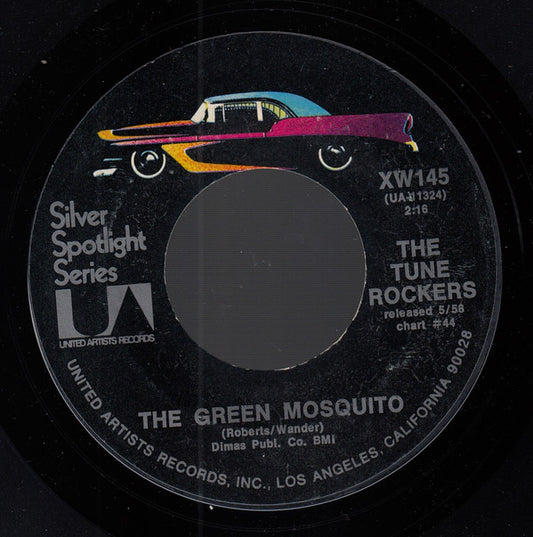 XW145
(UA-11324)
2:16
Silver
Spotlight
Series
UA
UNITED ARTISTS RECORDS
THE
TUNE
ROCKERS
released 5/58
chart #44
THE GREEN MOSQUITO
(Roberts/Wander)
Dimas Publ. Co. BMI
UNITED ARTISTS RECORDS, INC., LOS ANGELES, CALIFORNIA 90028